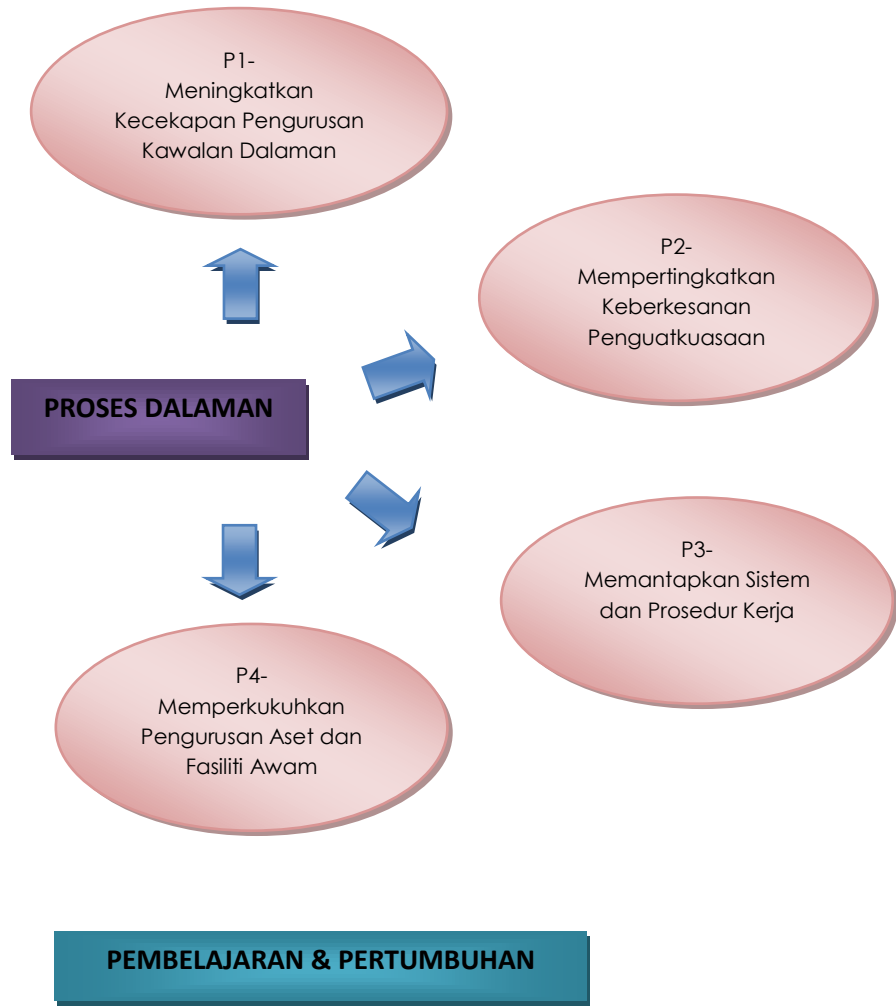 P1-
Meningkatkan
Kecekapan Pengurusan
Kawalan Dalaman
P2-
Mempertingkatkan
Keberkesanan
Penguatkuasaan
PROSES DALAMAN
P3-
Memantapkan Sistem
dan Prosedur Kerja
P4-
Memperkukuhkan
Pengurusan Aset dan
Fasiliti Awam
PEMBELAJARAN & PERTUMBUHAN